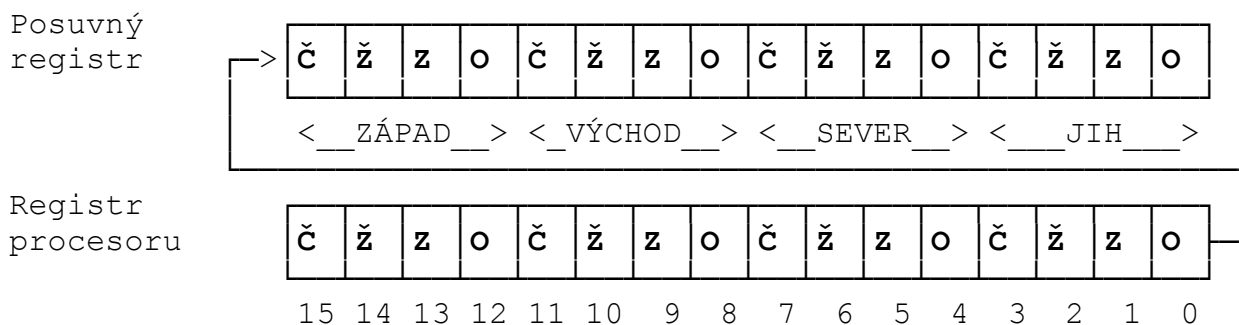 Posuvný
registr > Č Ž Z O Č Ž Z O Č Ž Z O Č Ž Z O
<__ZÁPAD__> <_VÝCHOD__> <__SEVER__> <___JIH___>
Registr
procesoru Č Ž Z O Č Ž Z O Č Ž Z O Č Ž Z O
15 14 13 12 11 10 9 8 7 6 5 4 3 2 1 0